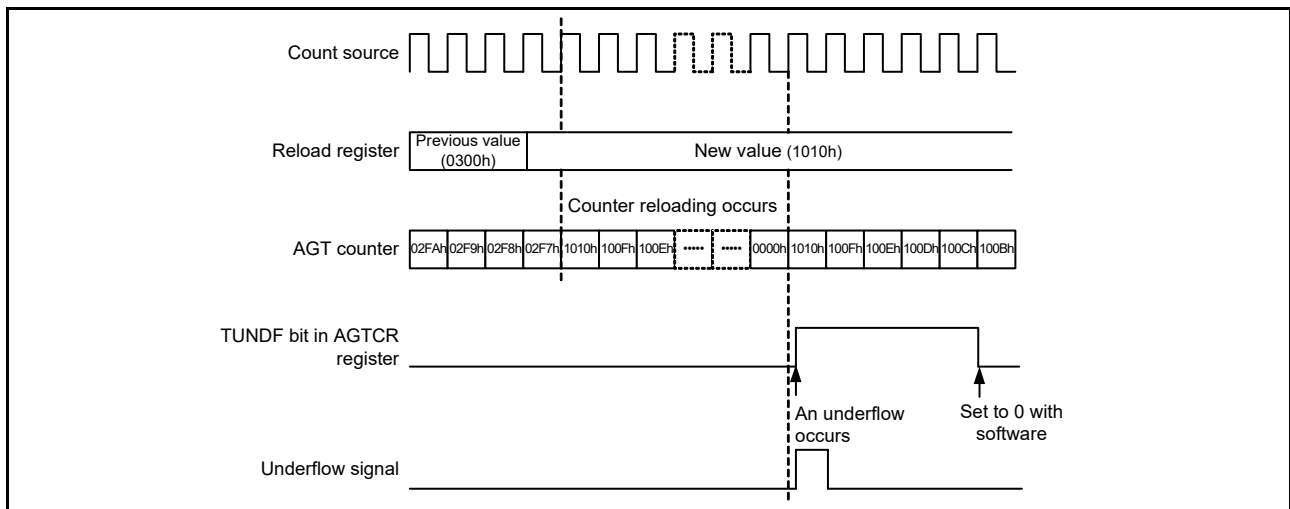 Count source
Reload register
Previous value
(0300h)
New value (1010h)
Counter reloading occurs
AGT counter
02FAh 02F9h 02F8h 02F7h 1010h 100Fh 100Eh ..... ..... 0000h 1010h 100Fh 100Eh 100Dh 100Ch 100Bh
TUNDF bit in AGTCR
register
An underflow
occurs
Set to 0 with
software
Underflow signal